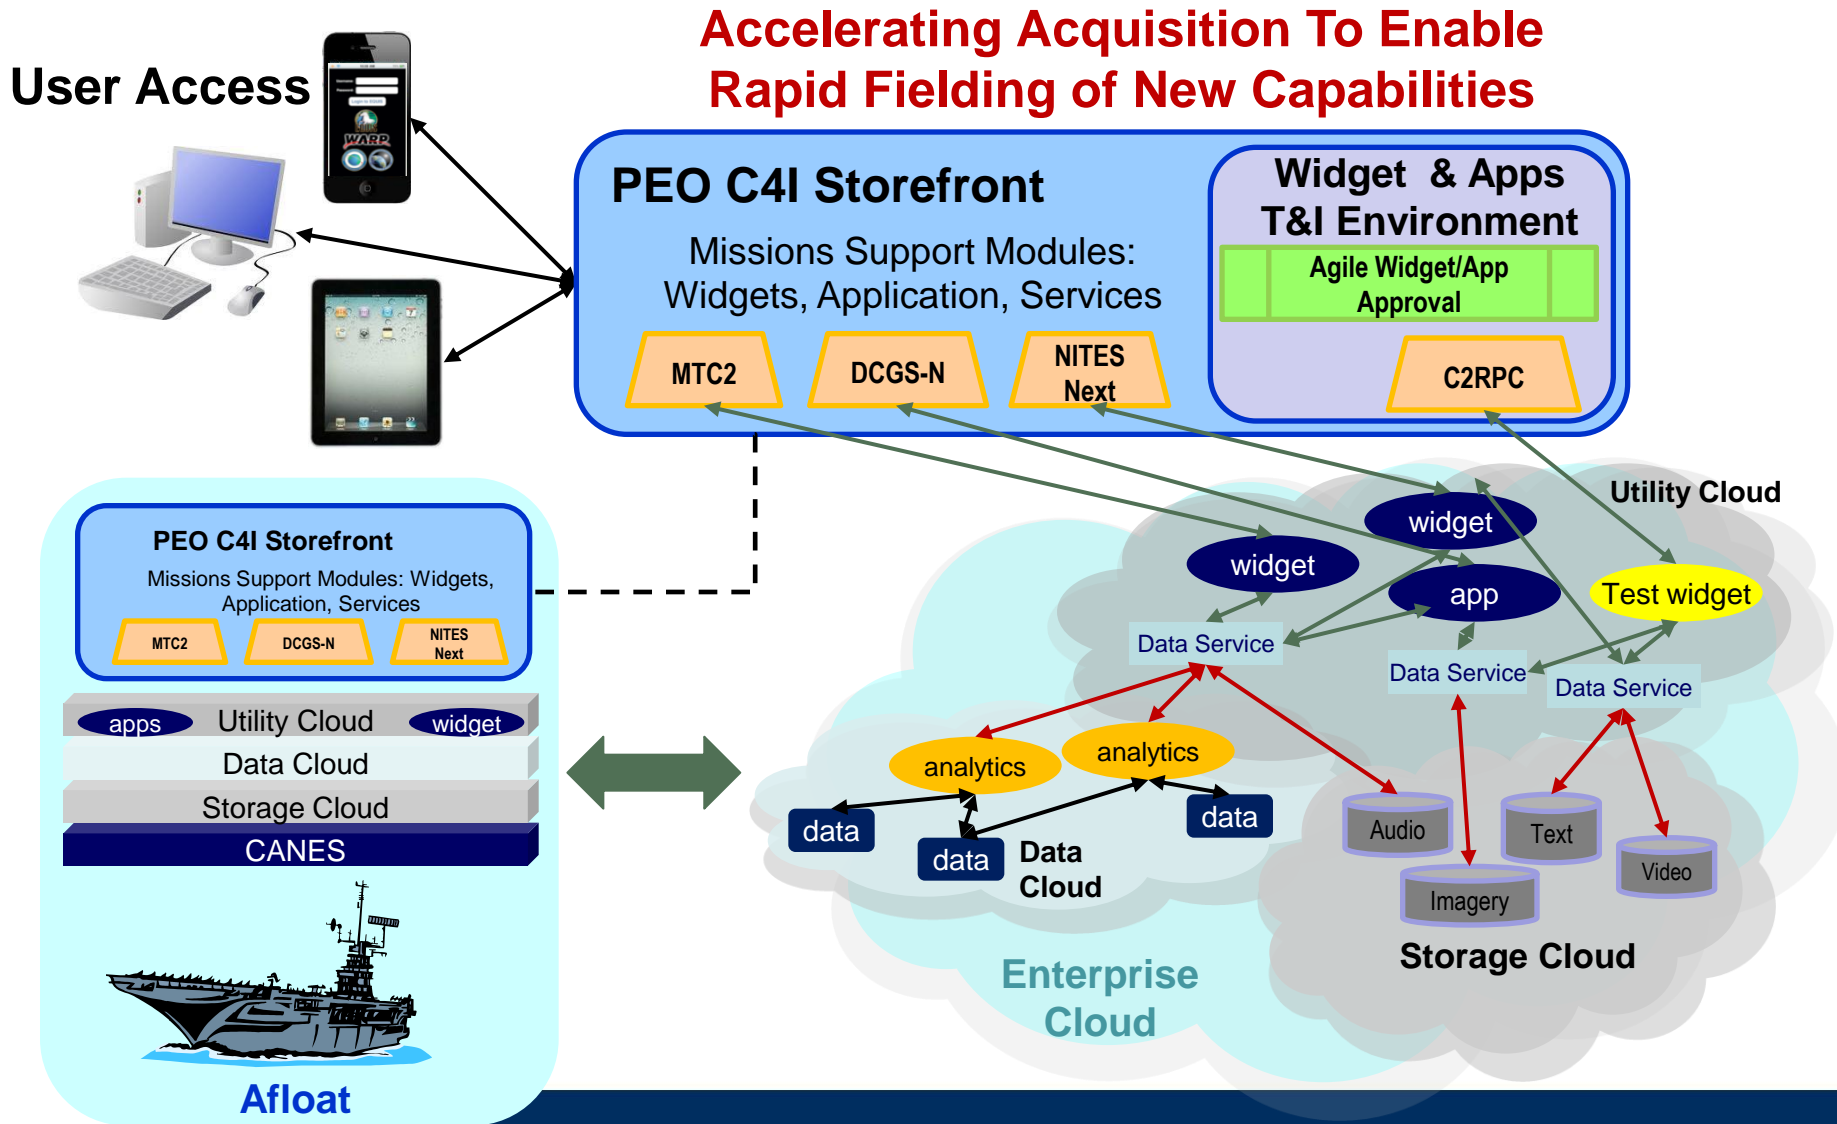 Accelerating Acquisition To Enable
Rapid Fielding of New Capabilities
User Access
WARP
PEO C4I Storefront
Missions Support Modules:
Widgets, Application, Services
MTC2
DCGS-N
NITES
Next
Widget & Apps
T&I Environment
Agile Widget/App
Approval
C2RPC
PEO C4I Storefront
Missions Support Modules: Widgets,
Application, Services
MTC2
DCGS-N
NITES
Next
apps
Utility Cloud
widget
Data Cloud
Storage Cloud
CANES
Afloat
Utility Cloud
widget
widget
app
Test widget
Data Service
Data Service
Data Service
analytics
analytics
data
data
data
Data
Cloud
Audio
Text
Imagery
Video
Storage Cloud
Enterprise
Cloud